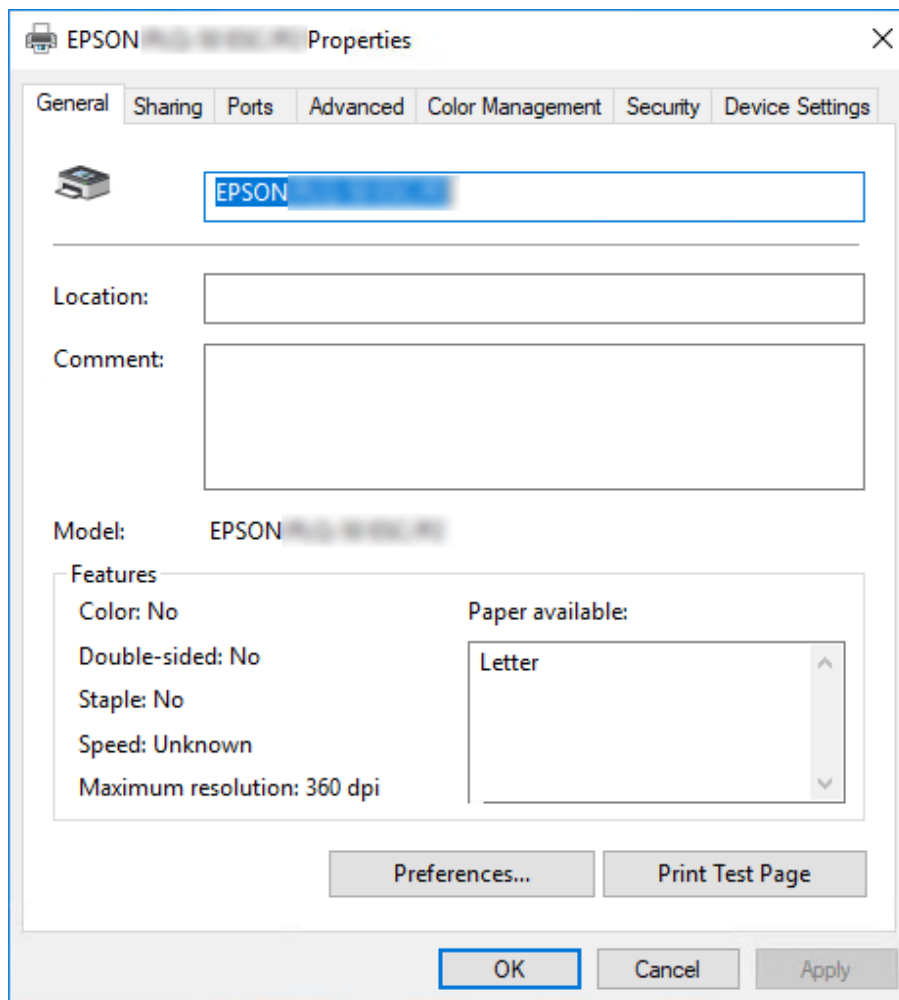 EPSON Properties
General Sharing Ports Advanced Color Management Security Device Settings
EPSON
Location:
Comment:
Model: EPSON
Features
Color: No
Paper available:
Double-sided: No
Letter
Staple: No
Speed: Unknown
Maximum resolution: 360 dpi
Preferences... Print Test Page
OK Cancel Apply